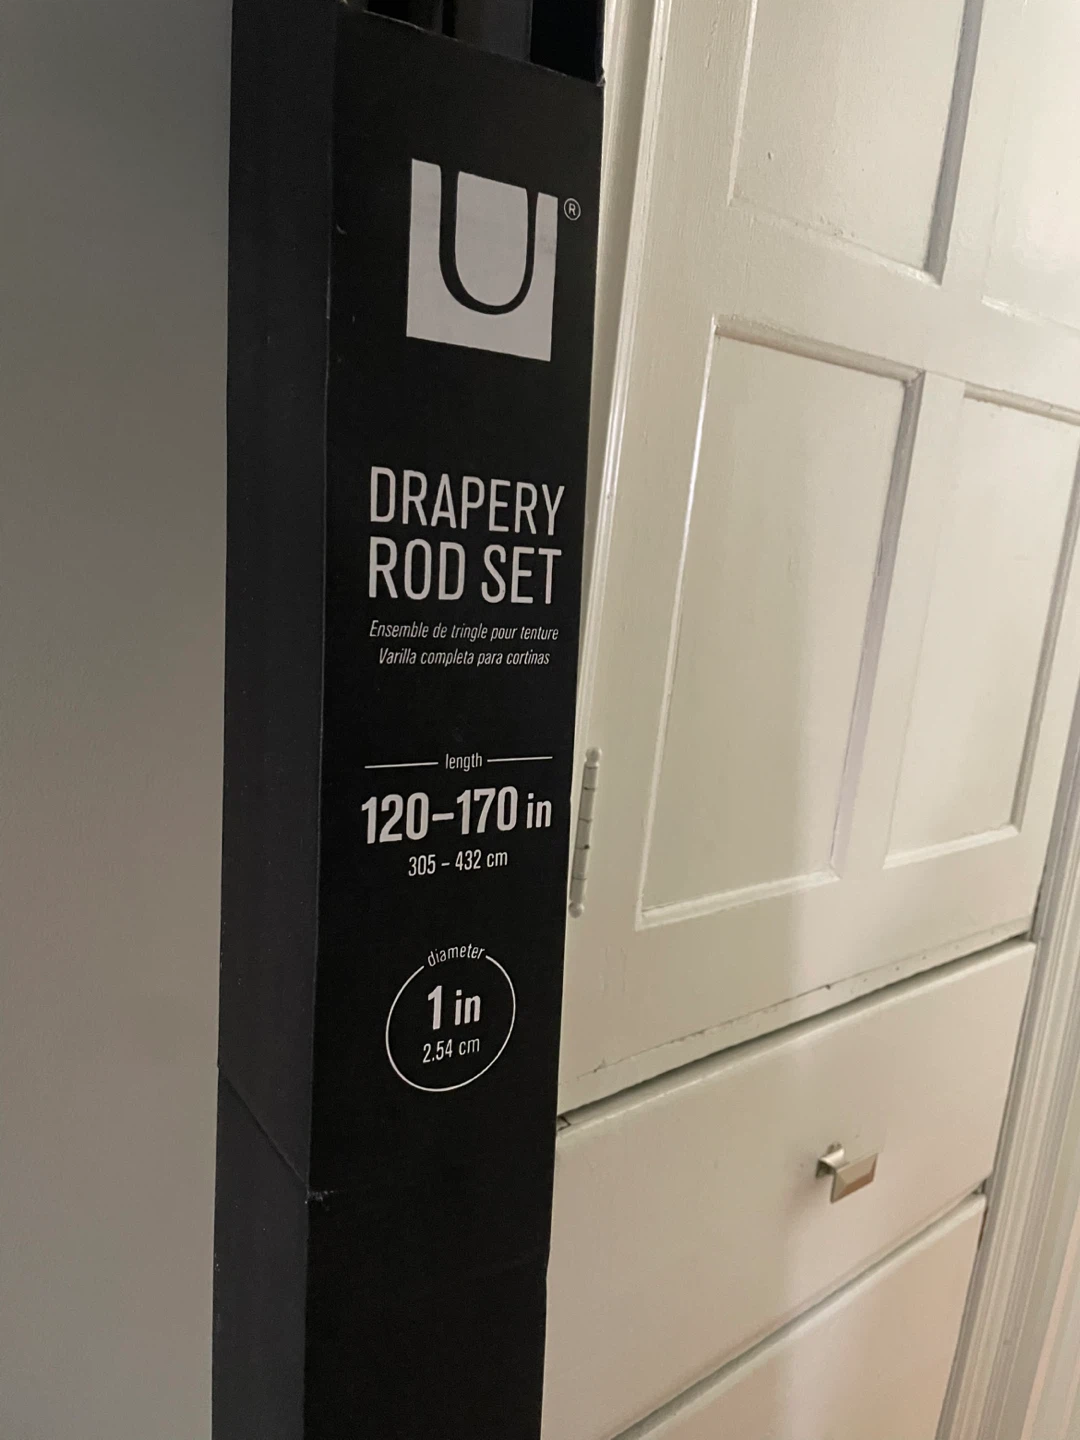 U®
DRAPERY
ROD SET
Ensemble de tringle pour tenture
Varilla completa para cortinas
length
120–170 in
305 – 432 cm
diameter
1 in
2.54 cm